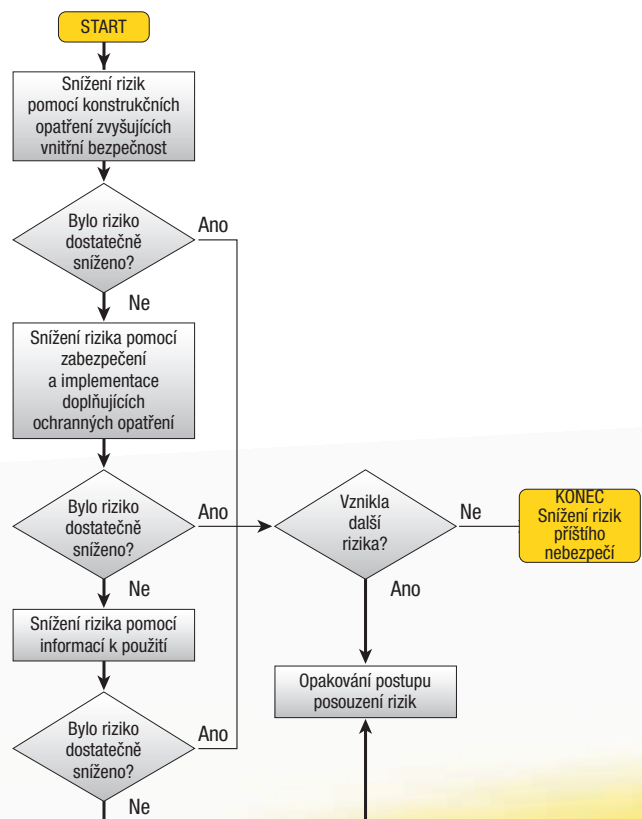 START
Snížení rizik
pomocí konstrukčních
opatření zvyšujících
vnitřní bezpečnost
Bylo riziko
dostatečně
sníženo?
Ano
Ne
Snížení rizika pomocí
zabezpečení
a implementace
doplňujících
ochranných opatření
Bylo riziko
dostatečně
sníženo?
Ano
Vznikla
další
rizika?
Ne
KONEC
Snížení rizik
příštího
nebezpečí
Ne
Ano
Snížení rizika pomocí
informací k použití
Opakování postupu
posouzení rizik
Bylo riziko
dostatečně
sníženo?
Ano
Ne